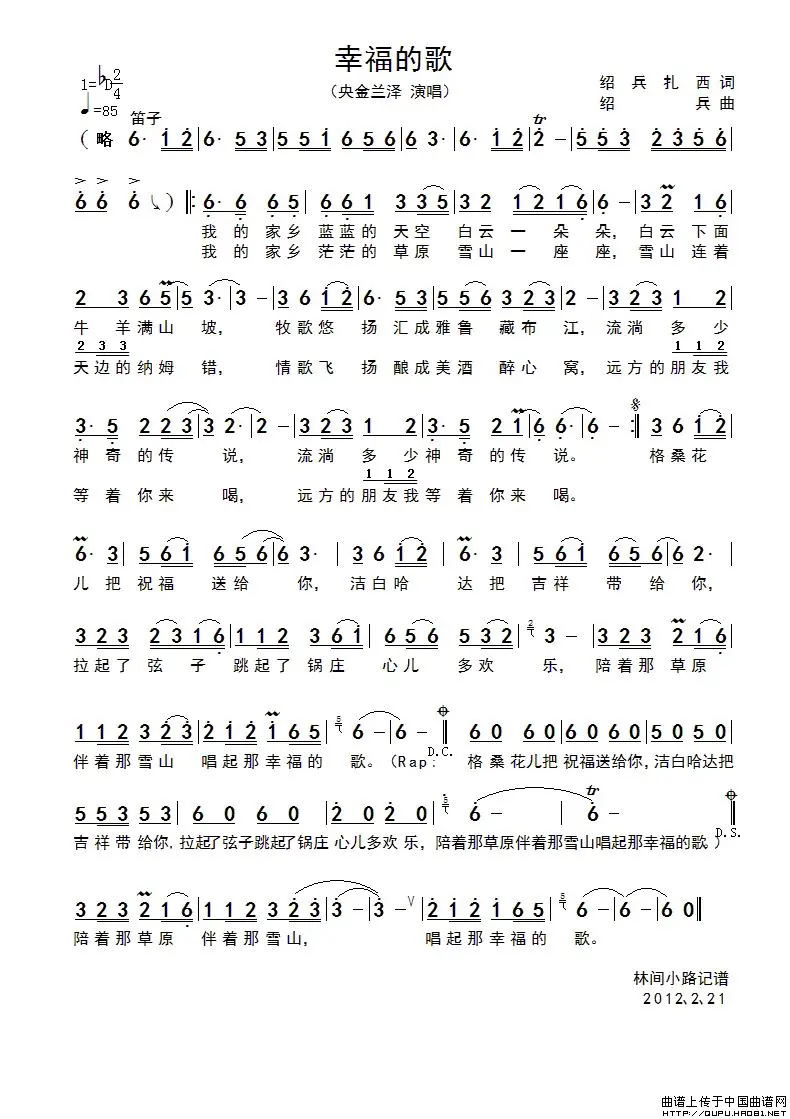 幸福的歌
1=♭D 2/4
（央金兰泽 演唱）
绍兵扎西词
♩=85
绍兵曲
笛子
（略 6· 1 2 | 6· 5 3 | 5 5 1 6 5 6 | 6 3· | 6· 1 2 | tr 2 － | 5 5 3 2 3 5 6 |
6 6 6 ）‖: 6· 6 6 5 | 6 6 1 3 3 5 | 3 2 1 2 1 6 | 6 － | 3 2 1 6 |
我的家乡蓝蓝的天空 白云一朵朵，白云下面
我的家乡茫茫的草原 雪山一座座，雪山连着
2 3 6 5 | 5 3· | 3 － | 3 6 1 2 | 6· 5 3 | 5 5 6 3 2 3 | 2 － | 3 2 3 1 2 |
牛羊满山坡，牧歌悠扬汇成雅鲁藏布江，流淌多少
2 3 3 1 1 2
天边的纳姆错，情歌飞扬酿成美酒醉心窝，远方的朋友我
3· 5 2 2 3 | 3 2· | 2 － | 3 2 3 1 2 | 3· 5 2 1 | 6 6· | 6 － :‖ 3 6 1 2 |
神奇的传说，流淌多少神奇的传说。格桑花
1 1 2
等着你来喝，远方的朋友我等着你来喝。
6· 3 | 5 6 1 6 5 6 | 6 3· | 3 6 1 2 | 6· 3 | 5 6 1 6 5 6 | 6 2· |
儿把祝福送给你，洁白哈达把吉祥带给你，
3 2 3 2 3 1 6 | 1 1 2 3 6 1 | 6 5 6 5 3 2 | 2 3 － | 3 2 3 2 1 6 |
拉起了弦子跳起了锅庄心儿多欢乐，陪着那草原
1 1 2 3 2 3 | 2 1 2 1 6 5 | 5 6 － | 6 － ‖ 6 0 6 0 | 6 0 6 0 | 5 0 5 0 |
伴着那雪山 唱起那幸福的歌。D.C.（Rap: 格桑花儿把祝福送给你，洁白哈达把
5 5 3 5 3 | 6 0 6 0 | 2 0 2 0 | 5 6 － | tr 6 － ‖
吉祥带给你，拉起了弦子跳起了锅庄心儿多欢乐，陪着那草原伴着那雪山唱起那幸福的歌。） D.S.
3 2 3 2 1 6 | 1 1 2 3 2 3 | 3 － | 3 － V | 2 1 2 1 6 5 | 5 6 － | 6 － | 6 0 ‖
陪着那草原伴着那雪山，唱起那幸福的歌。
林间小路记谱
2012、2、21
曲谱上传于中国曲谱网
HTTP://QUPU.HAO81.NET